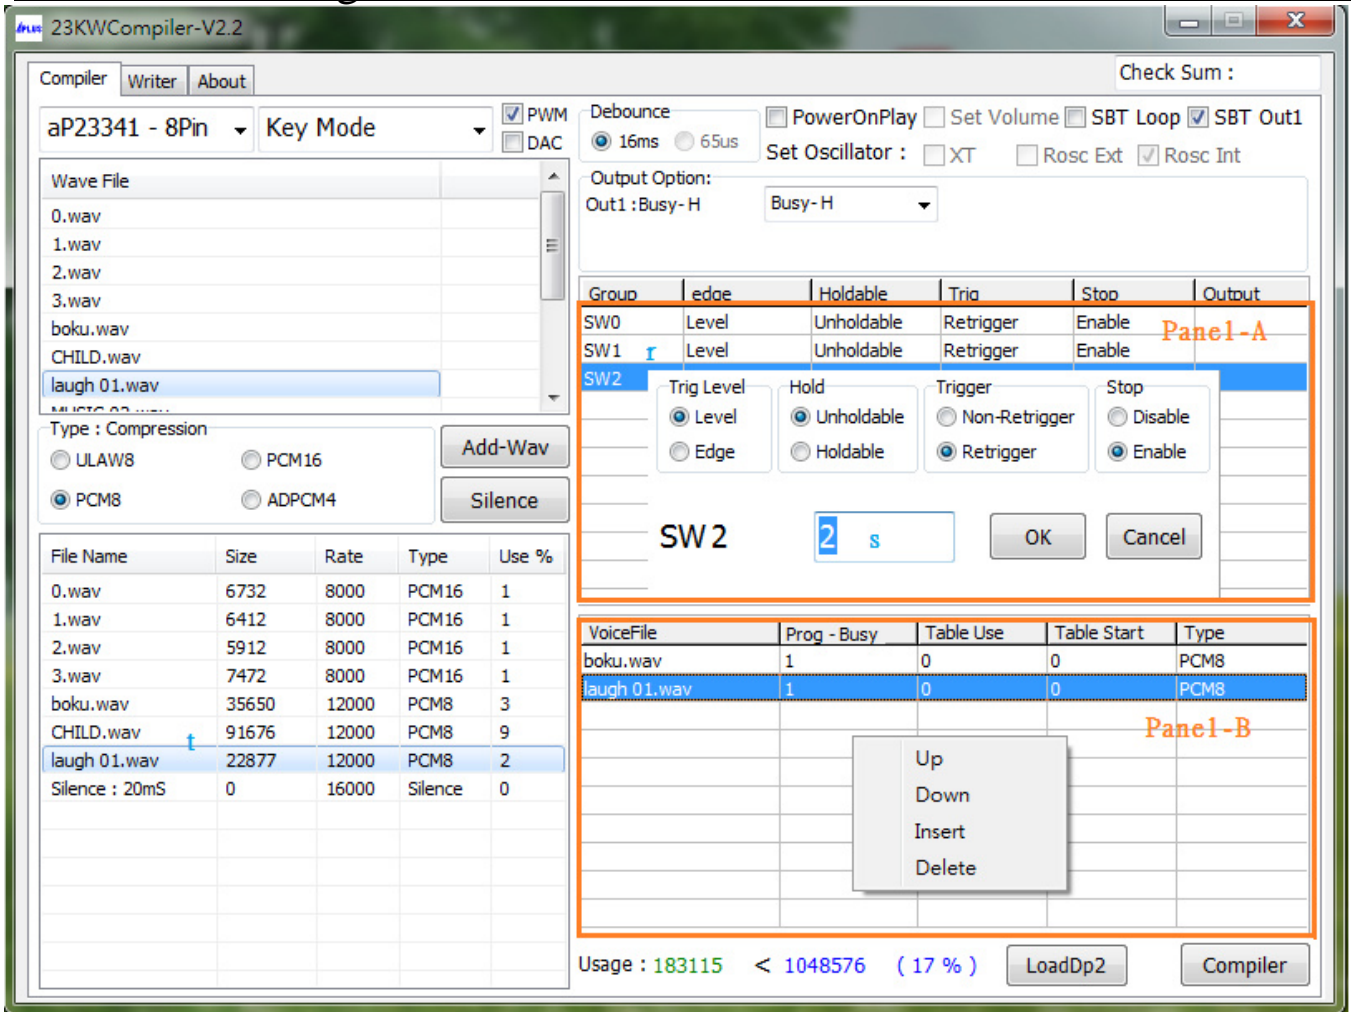 aPLUS 23KWCompiler-V2.2
Compiler Writer About
Check Sum :
aP23341 - 8Pin Key Mode PWM
DAC
Wave File
0.wav
1.wav
2.wav
3.wav
boku.wav
CHILD.wav
laugh 01.wav
Type : Compression
ULAW8 PCM16
PCM8 ADPCM4
Add-Wav
Silence
File Name Size Rate Type Use %
0.wav 6732 8000 PCM16 1
1.wav 6412 8000 PCM16 1
2.wav 5912 8000 PCM16 1
3.wav 7472 8000 PCM16 1
boku.wav 35650 12000 PCM8 3
CHILD.wav 91676 12000 PCM8 9
t
laugh 01.wav 22877 12000 PCM8 2
Silence : 20mS 0 16000 Silence 0
Debounce
16ms 65us
PowerOnPlay Set Volume SBT Loop SBT Out1
Set Oscillator : XT Rosc Ext Rosc Int
Output Option:
Out1 :Busy-H Busy-H
Group edge Holdable Trig Stop Output
SW0 Level Unholdable Retrigger Enable
Panel-A
SW1 r Level Unholdable Retrigger Enable
SW2
Trig Level Hold Trigger Stop
Level Unholdable Non-Retrigger Disable
Edge Holdable Retrigger Enable
SW2 2 s OK Cancel
VoiceFile Prog - Busy Table Use Table Start Type
boku.wav 1 0 0 PCM8
laugh 01.wav 1 0 0 PCM8
Panel-B
Up
Down
Insert
Delete
Usage : 183115 < 1048576 ( 17 % ) LoadDp2 Compiler